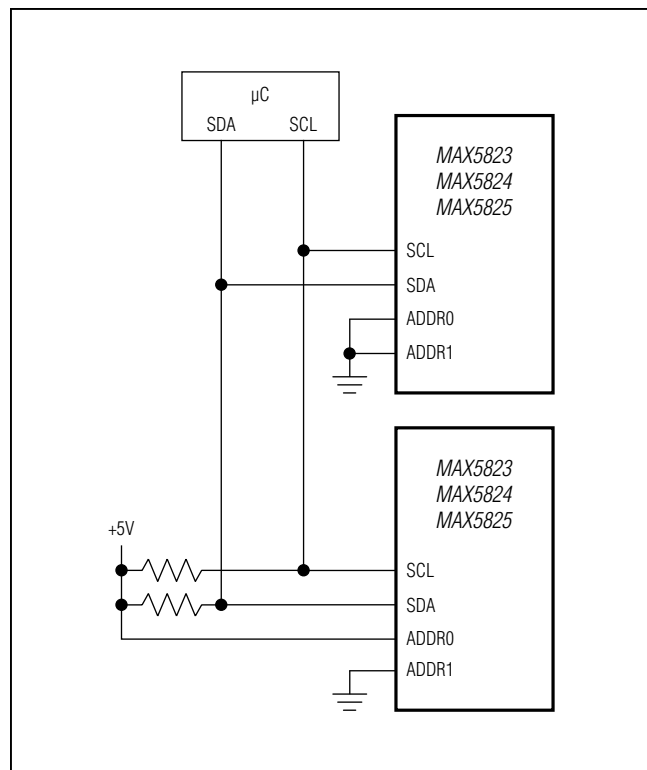 µC
SDA SCL
MAX5823
MAX5824
MAX5825
SCL
SDA
ADDR0
ADDR1
MAX5823
MAX5824
MAX5825
+5V
SCL
SDA
ADDR0
ADDR1